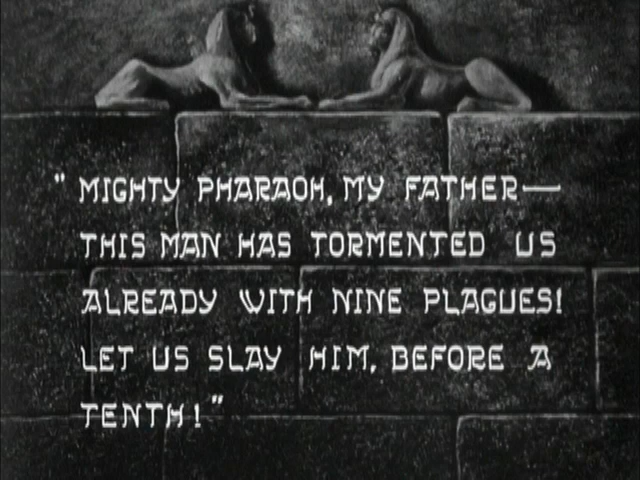 " MIGHTY PHARAOH, MY FATHER—
THIS MAN HAS TORMENTED US
ALREADY WITH NINE PLAGUES!
LET US SLAY HIM, BEFORE A
TENTH! "